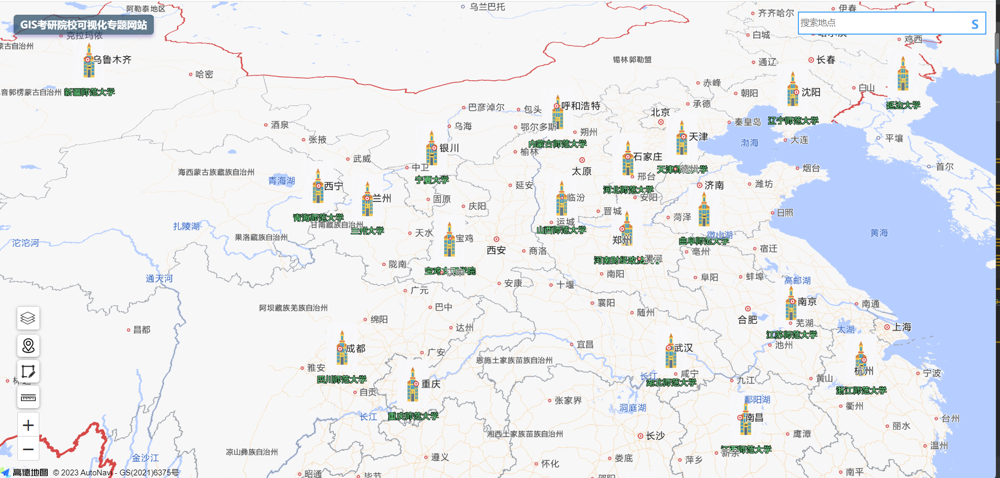 阿勒泰地区
乌兰巴托
齐齐哈尔
伊春
GIS考研院校可视化专题网站
搜索地点
S
克拉玛依
白城
鸡西
蒙古自治州
乌鲁木齐
锡林郭勒盟
通辽
长春
哈密
赤峰
朝阳
沈阳
白山
音郭楞蒙古自治州
新疆师范大学
承德
延边大学
巴彦淖尔
包头
呼和浩特
北京
辽宁师范大学
酒泉
乌海
鄂尔多斯
朔州
秦皇岛
张掖
内蒙古师范大学
天津
渤海
大连
平壤
银川
榆林
石家庄
武威
中卫
太原
天津师范大学
德州
烟台
首尔
海西蒙古族藏族自治州
青海湖
宁夏大学
邢台
西宁
延安
河北师范大学
济南
潍坊
兰州
固原
临汾
安阳
庆阳
晋城
菏泽
日照
青海师范大学
甘南藏族自治州
运城
扎陵湖
兰州大学
天水
山西师范大学
微山湖
黄海
果洛藏族自治州
宝鸡
郑州
曲阜师范大学
沱沱河
西安
商洛
亳州
宿迁
河南财经政法大学
漯河
陇南
宝鸡文理学院
汉中
南阳
通天河
阜阳
蚌埠
高邮湖
广元
安康
十堰
阿坝藏族羌族自治州
巴中
襄阳
南京
南通
随州
绵阳
合肥
芜湖
昌都
达州
江苏师范大学
太湖
上海
成都
广安
宜昌
武汉
池州
恩施土家族苗族自治州
雅安
四川师范大学
长江
咸宁
湖北师范大学
九江
黄山
杭州
宁波
重庆
自贡
浙江师范大学
张家界
洞庭湖
鄱阳湖
衢州
长江
重庆师范大学
南昌
台州
湘西土家族苗族自治州
长沙
鹰潭
丽水
凉山彝族自治州
江西师范大学
新余
温州
金沙江
遵义
怀化
娄底
萍乡
南平
高德地图 © 2023 AutoNavi - GS(2021)6375号
昭通
毕节
邵阳